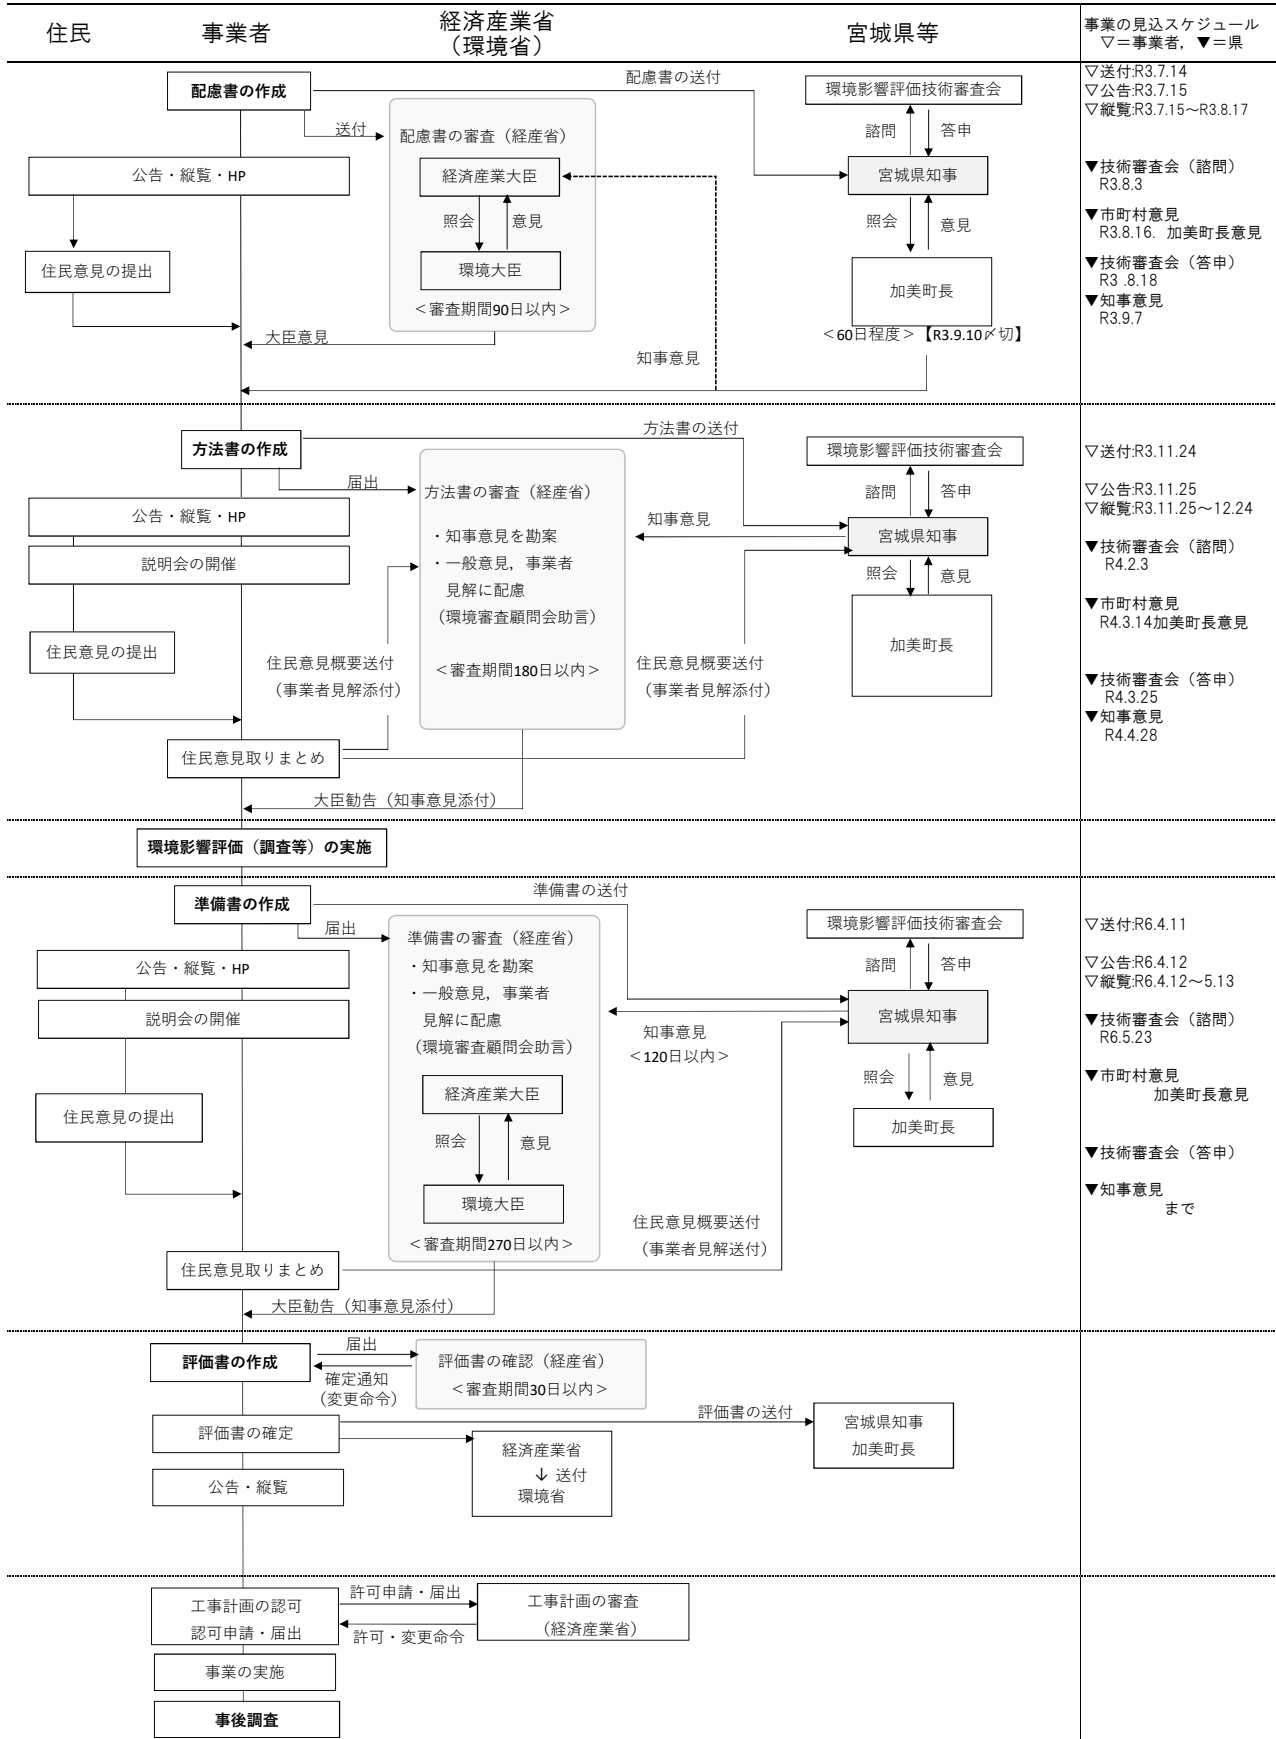 住民
事業者
経済産業省
（環境省）
宮城県等
事業の見込スケジュール
▽＝事業者，▼＝県
配慮書の作成
配慮書の送付
環境影響評価技術審査会
▽送付:R3.7.14
▽公告:R3.7.15
▽縦覧:R3.7.15～R3.8.17
送付
配慮書の審査（経産省）
諮問
答申
公告・縦覧・HP
経済産業大臣
宮城県知事
▼技術審査会（諮問）
R3.8.3
照会
意見
照会
意見
▼市町村意見
R3.8.16. 加美町長意見
住民意見の提出
環境大臣
加美町長
▼技術審査会（答申）
R3 .8.18
＜審査期間90日以内＞
▼知事意見
R3.9.7
大臣意見
＜60日程度＞【R3.9.10〆切】
知事意見
方法書の作成
方法書の送付
環境影響評価技術審査会
▽送付:R3.11.24
届出
方法書の審査（経産省）
諮問
答申
▽公告:R3.11.25
▽縦覧:R3.11.25～12.24
公告・縦覧・HP
・知事意見を勘案
知事意見
宮城県知事
▼技術審査会（諮問）
R4.2.3
説明会の開催
・一般意見，事業者
見解に配慮
（環境審査顧問会助言）
照会
意見
▼市町村意見
R4.3.14加美町長意見
住民意見の提出
加美町長
住民意見概要送付
（事業者見解添付）
＜審査期間180日以内＞
住民意見概要送付
（事業者見解添付）
▼技術審査会（答申）
R4.3.25
▼知事意見
R4.4.28
住民意見取りまとめ
大臣勧告（知事意見添付）
環境影響評価（調査等）の実施
準備書の作成
準備書の送付
環境影響評価技術審査会
▽送付:R6.4.11
届出
準備書の審査（経産省）
諮問
答申
▽公告:R6.4.12
▽縦覧:R6.4.12～5.13
公告・縦覧・HP
・知事意見を勘案
・一般意見，事業者
見解に配慮
（環境審査顧問会助言）
説明会の開催
知事意見
＜120日以内＞
宮城県知事
▼技術審査会（諮問）
R6.5.23
経済産業大臣
照会
意見
▼市町村意見
加美町長意見
住民意見の提出
照会
意見
加美町長
▼技術審査会（答申）
環境大臣
▼知事意見
まで
住民意見概要送付
（事業者見解送付）
＜審査期間270日以内＞
住民意見取りまとめ
大臣勧告（知事意見添付）
評価書の作成
届出
確定通知
（変更命令）
評価書の確認（経産省）
＜審査期間30日以内＞
評価書の送付
評価書の確定
宮城県知事
加美町長
経済産業省
↓ 送付
環境省
公告・縦覧
工事計画の認可
認可申請・届出
許可申請・届出
許可・変更命令
工事計画の審査
（経済産業省）
事業の実施
事後調査